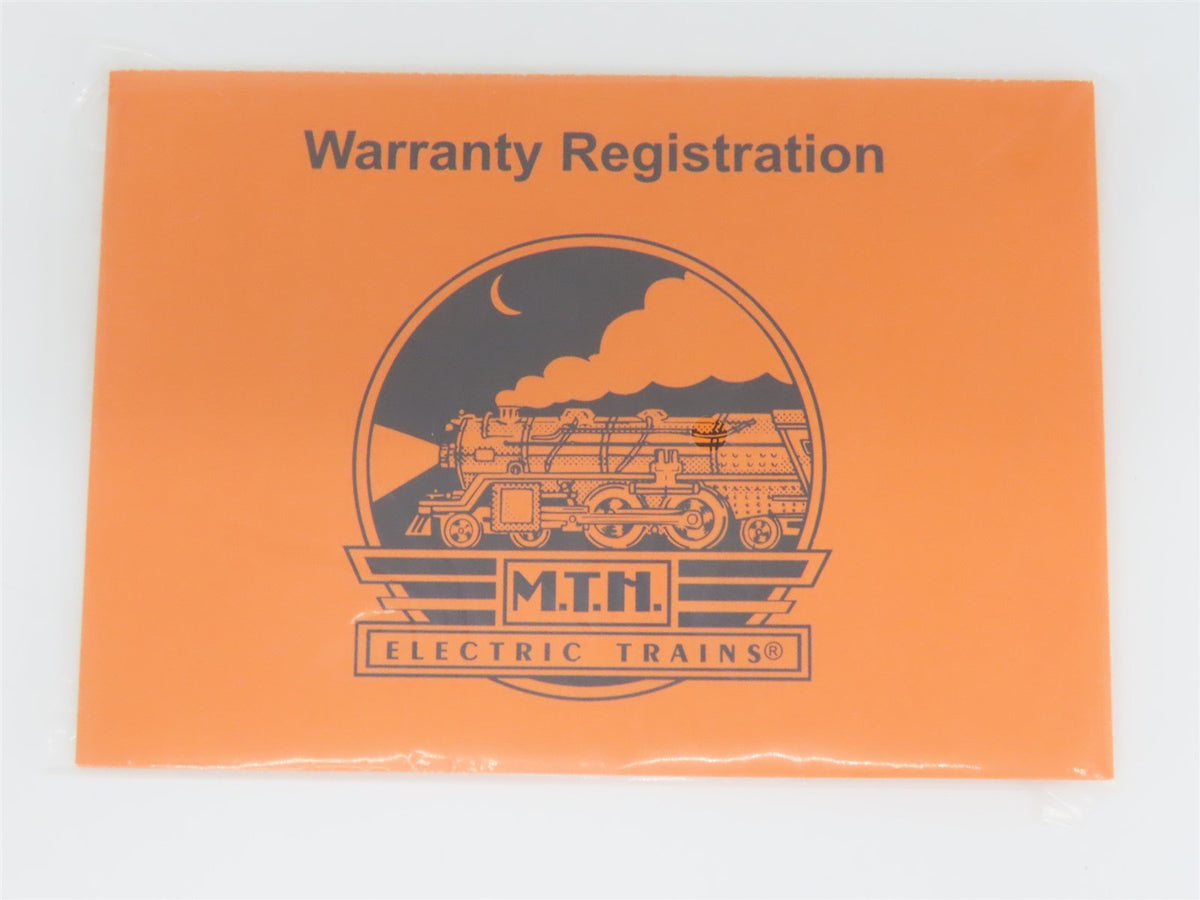 Warranty Registration
M.T.H.
ELECTRIC TRAINS®